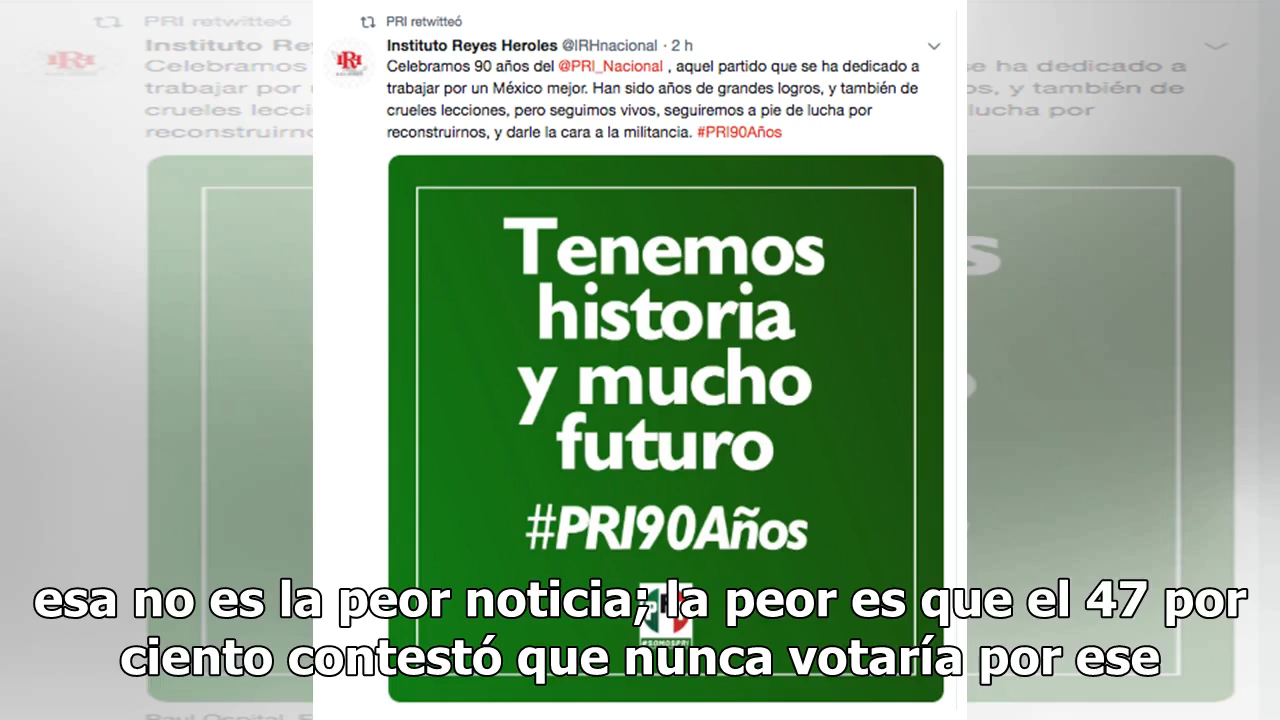 PRI retwitteó
Instituto Reyes Heroles @IRHnacional · 2 h
Celebramos 90 años del @PRI_Nacional , aquel partido que se ha dedicado a
trabajar por un México mejor. Han sido años de grandes logros, y también de
crueles lecciones, pero seguimos vivos, seguiremos a pie de lucha por
reconstruirnos, y darle la cara a la militancia. #PRI90Años
Tenemos
historia
y mucho
futuro
#PRI90Años
PRI
#SOMOSPRI
esa no es la peor noticia; la peor es que el 47 por
ciento contestó que nunca votaría por ese